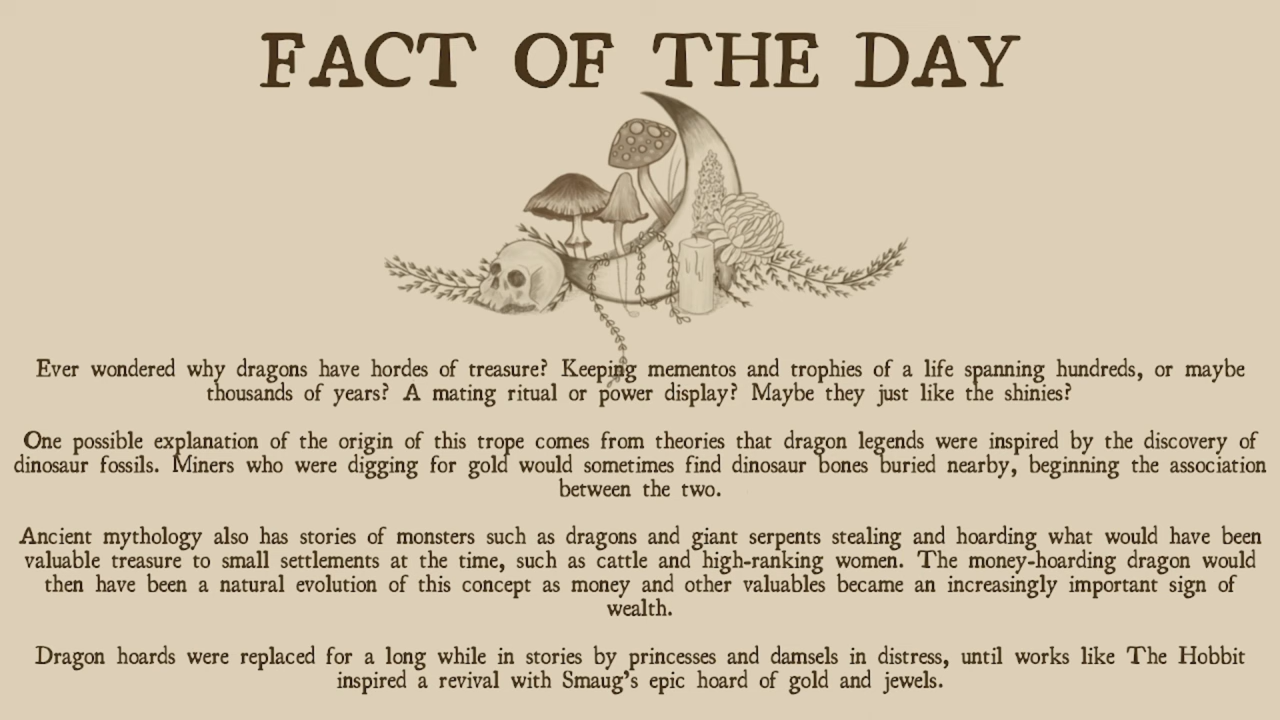 FACT OF THE DAY
Ever wondered why dragons have hordes of treasure? Keeping mementos and trophies of a life spanning hundreds, or maybe
thousands of years? A mating ritual or power display? Maybe they just like the shinies?
One possible explanation of the origin of this trope comes from theories that dragon legends were inspired by the discovery of
dinosaur fossils. Miners who were digging for gold would sometimes find dinosaur bones buried nearby, beginning the association
between the two.
Ancient mythology also has stories of monsters such as dragons and giant serpents stealing and hoarding what would have been
valuable treasure to small settlements at the time, such as cattle and high-ranking women. The money-hoarding dragon would
then have been a natural evolution of this concept as money and other valuables became an increasingly important sign of
wealth.
Dragon hoards were replaced for a long while in stories by princesses and damsels in distress, until works like The Hobbit
inspired a revival with Smaug's epic hoard of gold and jewels.